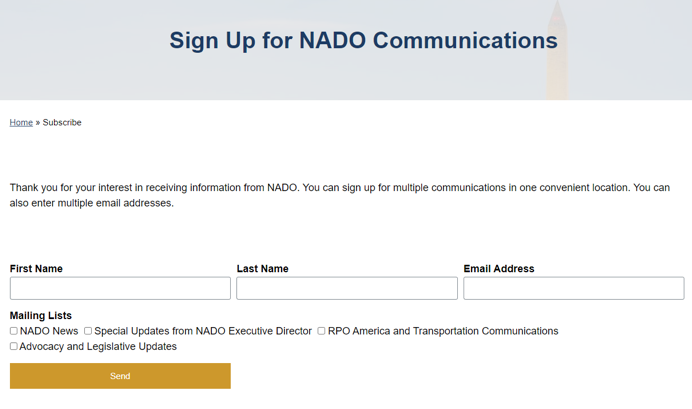 Sign Up for NADO Communications
Home » Subscribe
Thank you for your interest in receiving information from NADO. You can sign up for multiple communications in one convenient location. You can
also enter multiple email addresses.
First Name Last Name Email Address
Mailing Lists
NADO News Special Updates from NADO Executive Director RPO America and Transportation Communications
Advocacy and Legislative Updates
Send